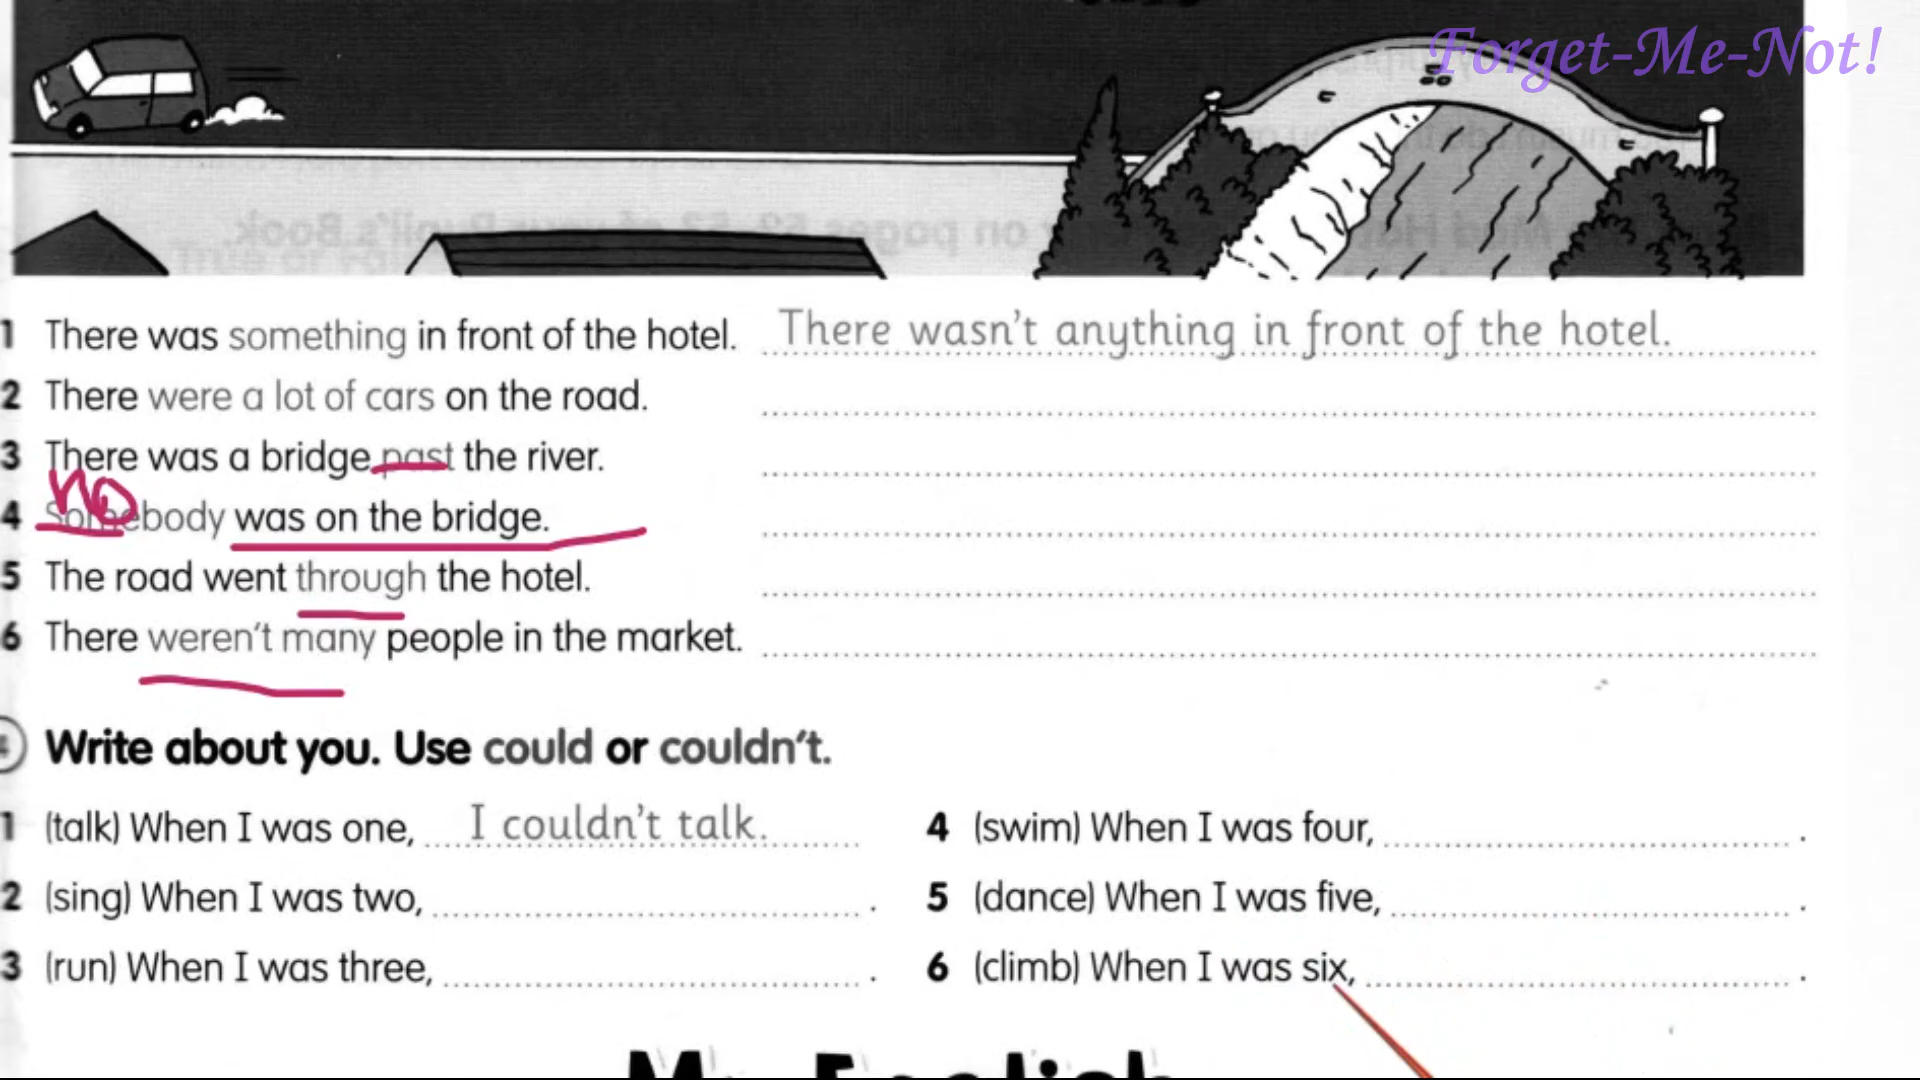 Forget-Me-Not!
1 There was something in front of the hotel. There wasn't anything in front of the hotel.
2 There were a lot of cars on the road.
3 There was a bridge past the river.
no
4 Somebody was on the bridge.
5 The road went through the hotel.
6 There weren't many people in the market.
4 Write about you. Use could or couldn't.
1 (talk) When I was one, I couldn't talk.
2 (sing) When I was two, .
3 (run) When I was three, .
4 (swim) When I was four, .
5 (dance) When I was five, .
6 (climb) When I was six, .